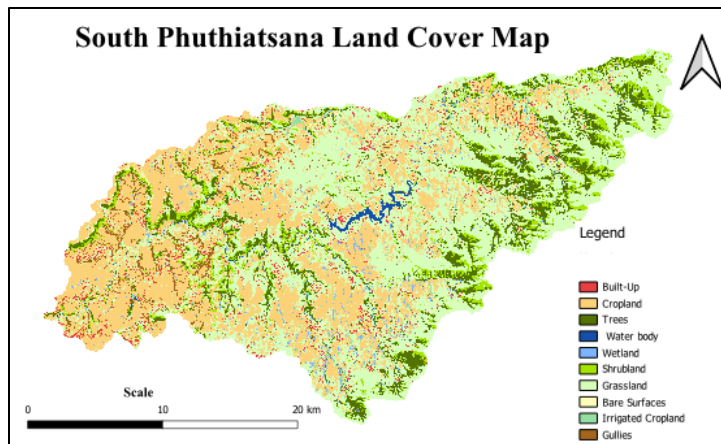 South Phuthiatsana Land Cover Map
Legend
Built-Up
Cropland
Trees
Water body
Wetland
Shrubland
Grassland
Bare Surfaces
Irrigated Cropland
Gullies
Scale
0 10 20 km